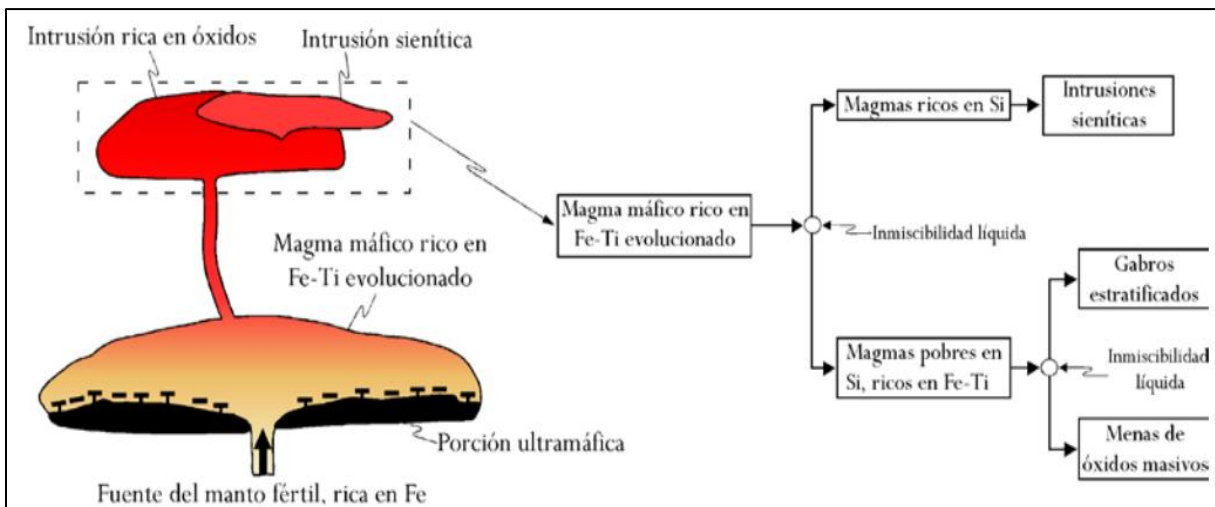 Intrusión rica en óxidos
Intrusión sienítica
Magma máfico rico en
Fe-Ti evolucionado
Porción ultramáfica
Fuente del manto fértil, rica en Fe
Magma máfico rico en
Fe-Ti evolucionado
Inmiscibilidad líquida
Magmas ricos en Si
Intrusiones
sieníticas
Magmas pobres en
Si, ricos en Fe-Ti
Gabros
estratificados
Inmiscibilidad
líquida
Menas de
óxidos masivos